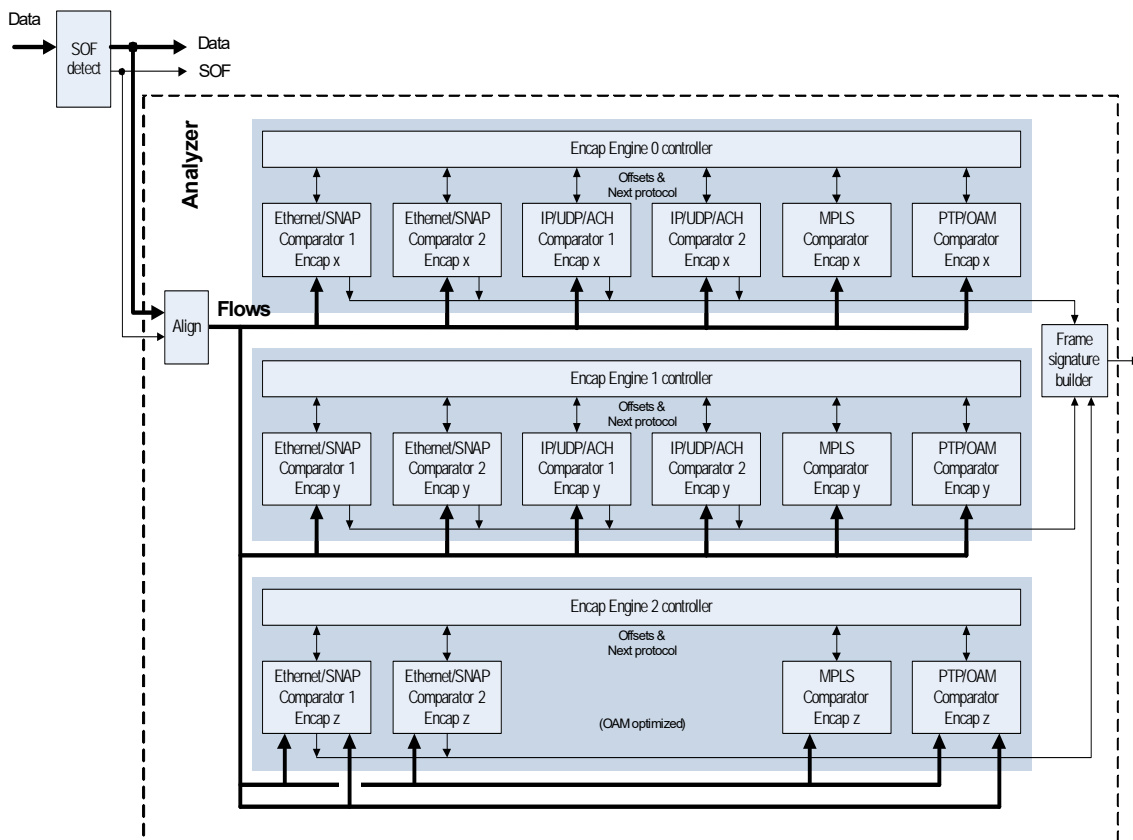 Data
SOF
detect
Data
SOF
Analyzer
Encap Engine 0 controller
Offsets &
Next protocol
Ethernet/SNAP
Comparator 1
Encap x
Ethernet/SNAP
Comparator 2
Encap x
IP/UDP/ACH
Comparator 1
Encap x
IP/UDP/ACH
Comparator 2
Encap x
MPLS
Comparator
Encap x
PTP/OAM
Comparator
Encap x
Align
Flows
Frame
signature
builder
Encap Engine 1 controller
Offsets &
Next protocol
Ethernet/SNAP
Comparator 1
Encap y
Ethernet/SNAP
Comparator 2
Encap y
IP/UDP/ACH
Comparator 1
Encap y
IP/UDP/ACH
Comparator 2
Encap y
MPLS
Comparator
Encap y
PTP/OAM
Comparator
Encap y
Encap Engine 2 controller
Offsets &
Next protocol
Ethernet/SNAP
Comparator 1
Encap z
Ethernet/SNAP
Comparator 2
Encap z
(OAM optimized)
MPLS
Comparator
Encap z
PTP/OAM
Comparator
Encap z